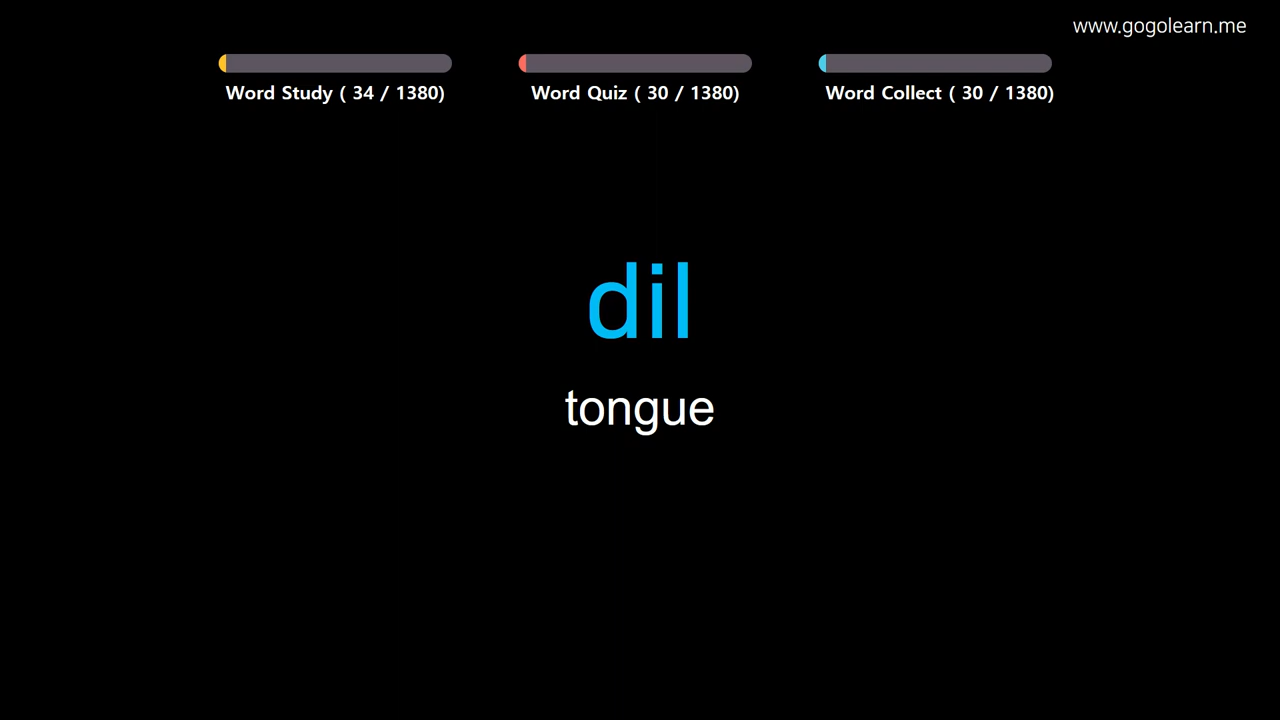 www.gogolearn.me
Word Study ( 34 / 1380)
Word Quiz ( 30 / 1380)
Word Collect ( 30 / 1380)
dil
tongue